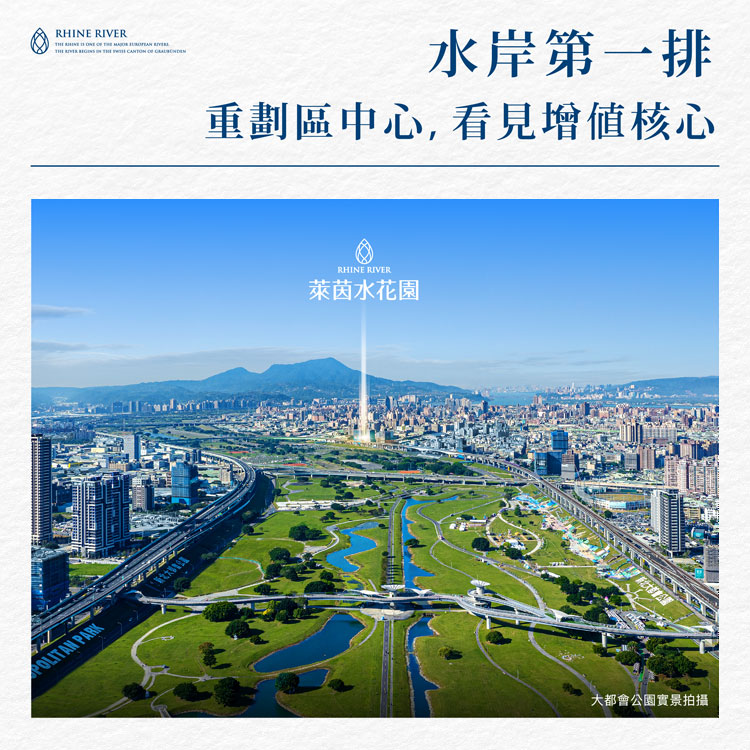 RHINE RIVER
THE RHINE IS ONE OF THE MAJOR EUROPEAN RIVERS,
THE RIVER BEGINS IN THE SWISS CANTON OF GRAUBÜNDEN
水岸第一排
重劃區中心, 看見增值核心
RHINE RIVER
萊茵水花園
OPOLITAN PARK
大都會公園實景拍攝